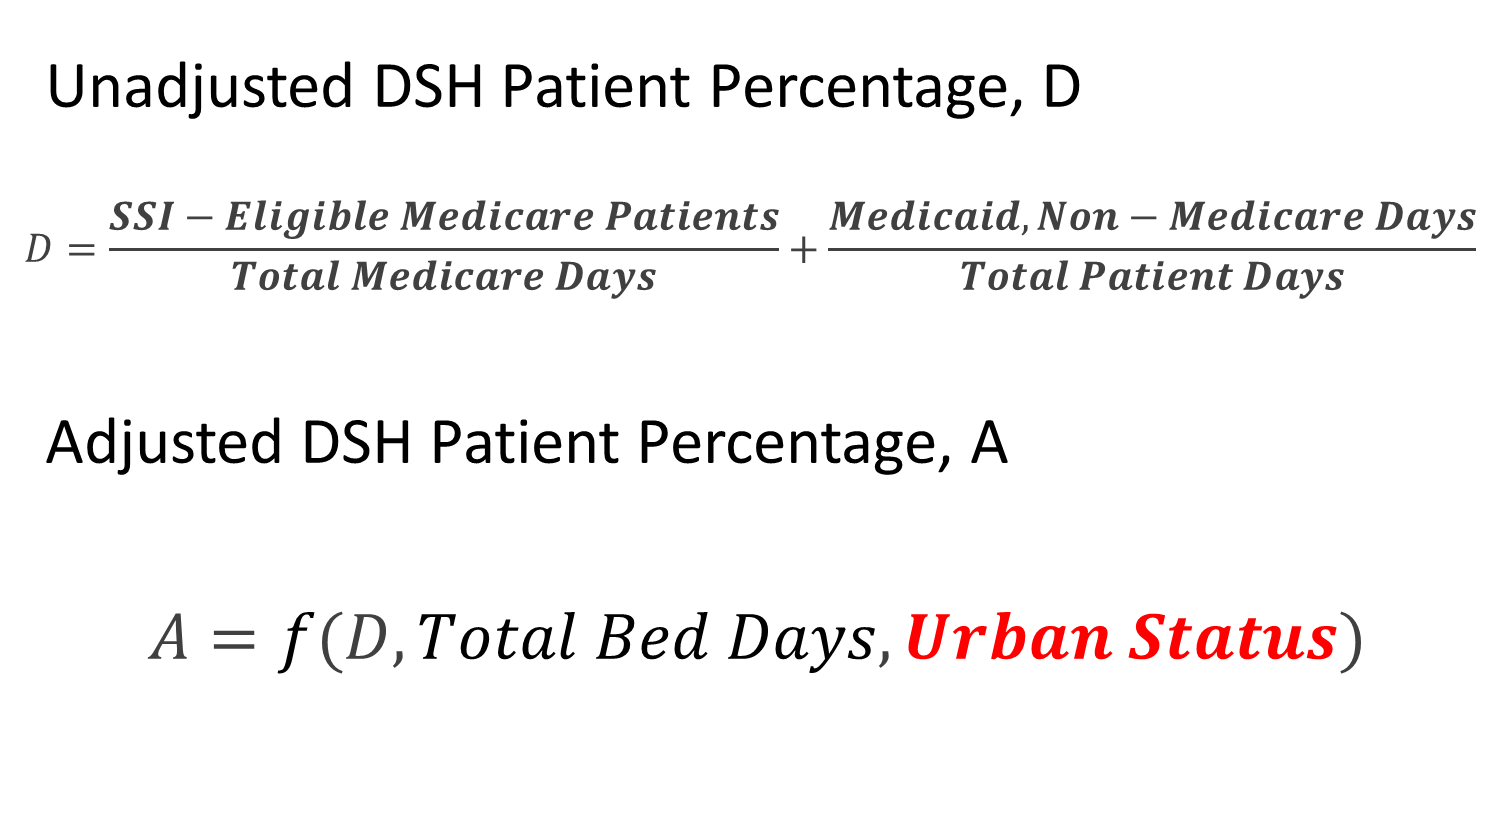 Unadjusted DSH Patient Percentage, D
D = SSI − Eligible Medicare Patients / Total Medicare Days + Medicaid, Non − Medicare Days / Total Patient Days
Adjusted DSH Patient Percentage, A
A = f(D, Total Bed Days, Urban Status)